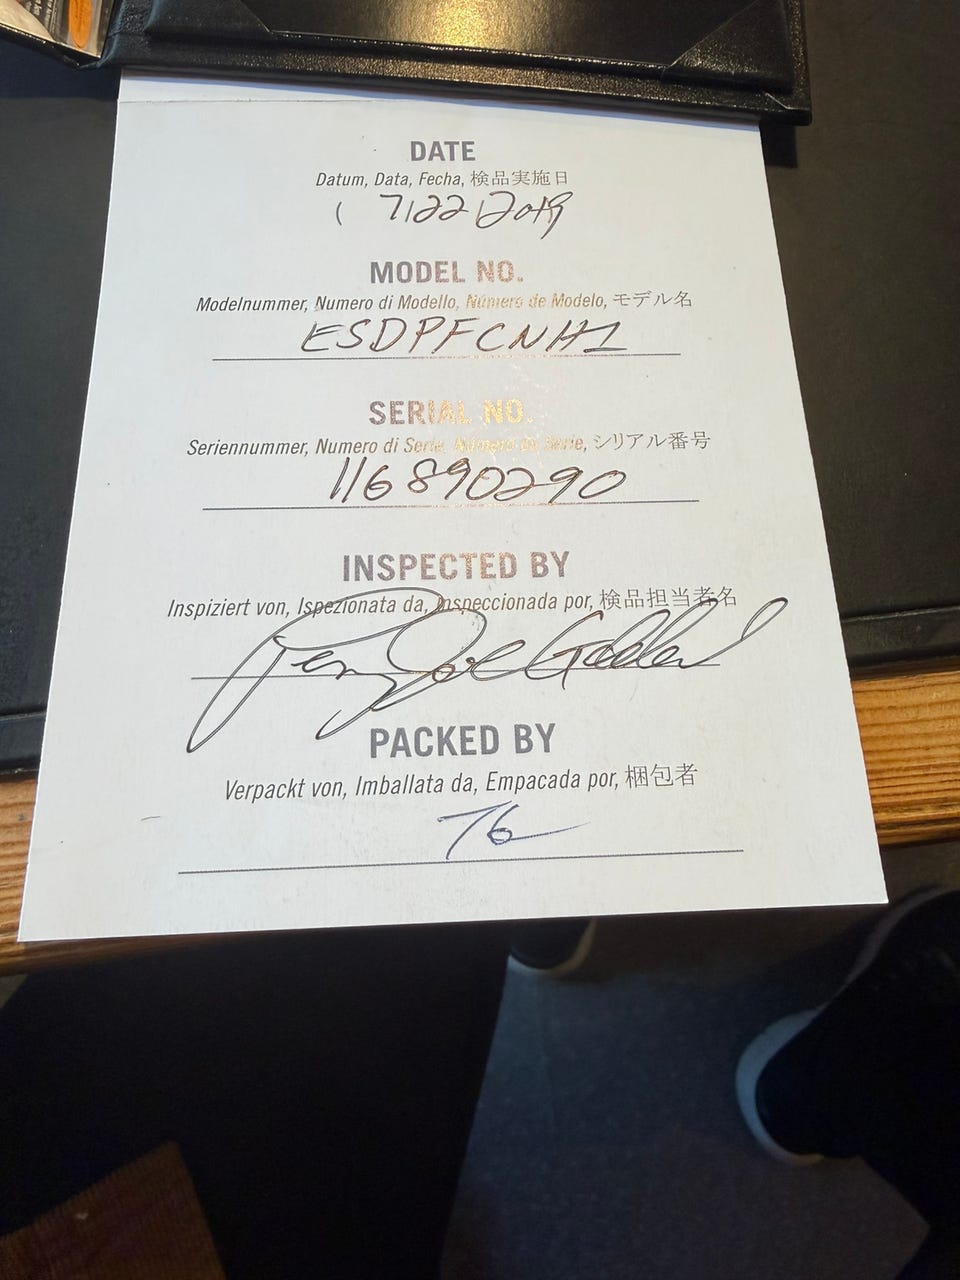 DATE
Datum, Data, Fecha, 検品実施日
7/22/2019
MODEL NO.
Modelnummer, Numero di Modello, Número de Modelo, モデル名
ESDPFCNH1
SERIAL NO.
Seriennummer, Numero di Serie, Número de Serie, シリアル番号
116890290
INSPECTED BY
Inspiziert von, Ispezionata da, Inspeccionada por, 検品担当者名
PACKED BY
Verpackt von, Imballata da, Empacada por, 梱包者
76